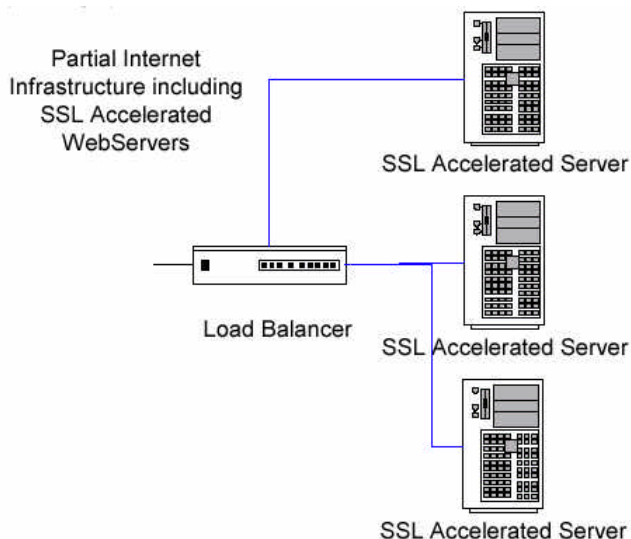 Partial Internet
Infrastructure including
SSL Accelerated
WebServers
SSL Accelerated Server
Load Balancer
SSL Accelerated Server
SSL Accelerated Server